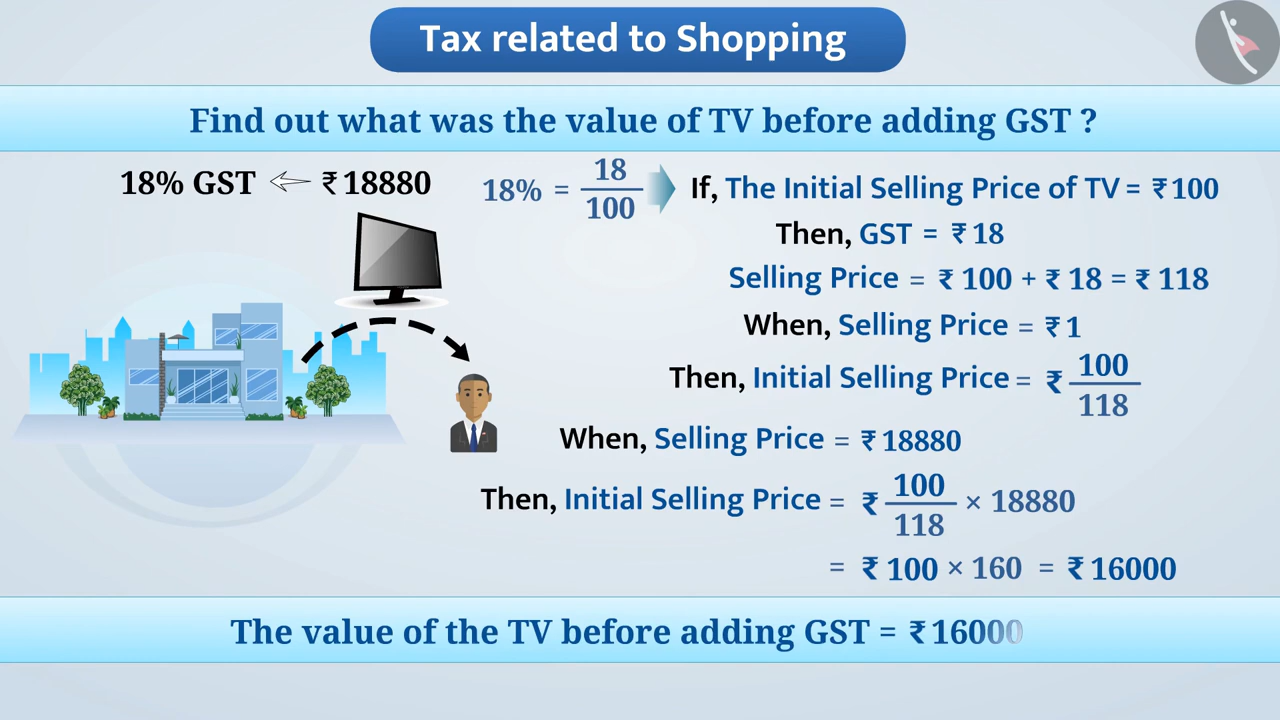 Tax related to Shopping
Find out what was the value of TV before adding GST ?
18% GST ⇐ ₹18880
18% = 18/100
If, The Initial Selling Price of TV = ₹100
Then, GST = ₹18
Selling Price = ₹ 100 + ₹ 18 = ₹ 118
When, Selling Price = ₹1
Then, Initial Selling Price = ₹ 100/118
When, Selling Price = ₹18880
Then, Initial Selling Price = ₹ 100/118 × 18880
= ₹ 100 × 160 = ₹ 16000
The value of the TV before adding GST = ₹16000